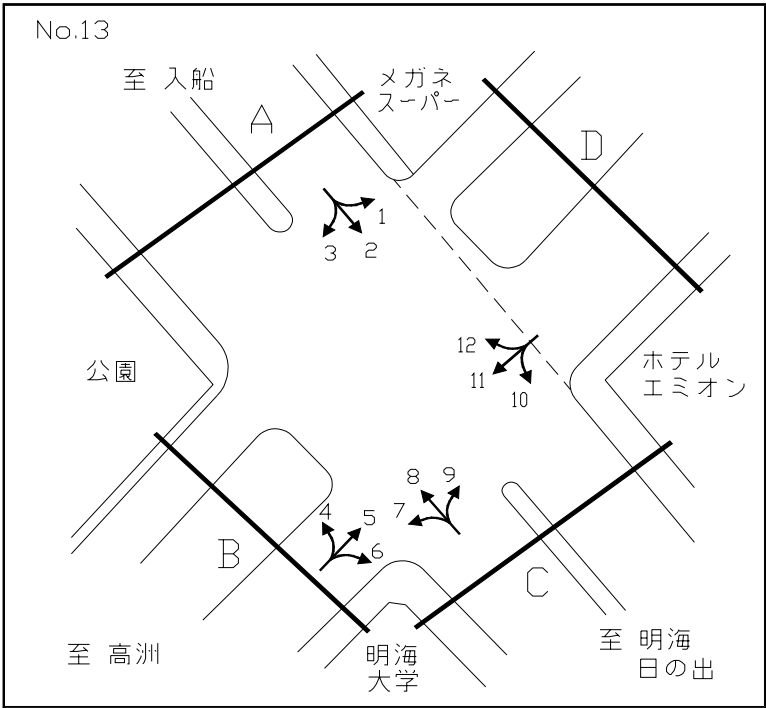 No.13
至 入船
メガネ
スーパー
A
D
1
2
3
12
11
10
公園
ホテル
エミオン
8
9
7
4
5
6
B
C
至 高洲
明海
大学
至 明海
日の出